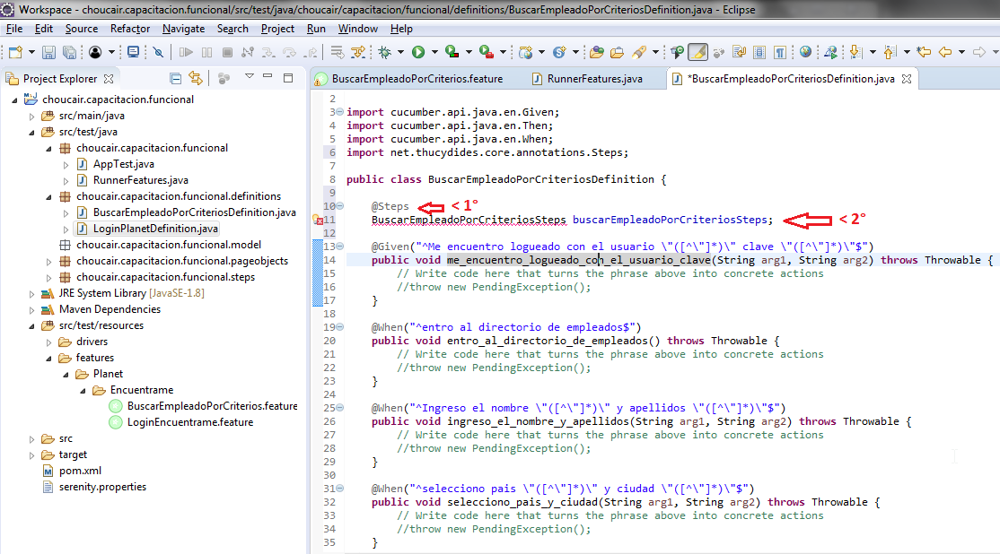 Workspace - choucair.capacitacion.funcional/src/test/java/choucair/capacitacion/funcional/definitions/BuscarEmpleadoPorCriteriosDefinition.java - Eclipse
File Edit Source Refactor Navigate Search Project Run Window Help
Project Explorer
choucair.capacitacion.funcional
src/main/java
src/test/java
choucair.capacitacion.funcional
AppTest.java
RunnerFeatures.java
choucair.capacitacion.funcional.definitions
BuscarEmpleadoPorCriteriosDefinition.java
LoginPlanetDefinition.java
choucair.capacitacion.funcional.model
choucair.capacitacion.funcional.pageobjects
choucair.capacitacion.funcional.steps
JRE System Library [JavaSE-1.8]
Maven Dependencies
src/test/resources
drivers
features
Planet
Encuentrame
BuscarEmpleadoPorCriterios.feature
LoginEncuentrame.feature
src
target
pom.xml
serenity.properties
BuscarEmpleadoPorCriterios.feature RunnerFeatures.java *BuscarEmpleadoPorCriteriosDefinition.java
2
3 import cucumber.api.java.en.Given;
4 import cucumber.api.java.en.Then;
5 import cucumber.api.java.en.When;
6 import net.thucydides.core.annotations.Steps;
7
8 public class BuscarEmpleadoPorCriteriosDefinition {
9
10 @Steps < 1°
11 BuscarEmpleadoPorCriteriosSteps buscarEmpleadoPorCriteriosSteps; < 2°
12
13 @Given("^Me encuentro logueado con el usuario \"([^\"]*)\" clave \"([^\"]*)\"$")
14 public void me_encuentro_logueado_con_el_usuario_clave(String arg1, String arg2) throws Throwable {
15 // Write code here that turns the phrase above into concrete actions
16 //throw new PendingException();
17 }
18
19 @When("^entro al directorio de empleados$")
20 public void entro_al_directorio_de_empleados() throws Throwable {
21 // Write code here that turns the phrase above into concrete actions
22 //throw new PendingException();
23 }
24
25 @When("^Ingreso el nombre \"([^\"]*)\" y apellidos \"([^\"]*)\"$")
26 public void ingreso_el_nombre_y_apellidos(String arg1, String arg2) throws Throwable {
27 // Write code here that turns the phrase above into concrete actions
28 //throw new PendingException();
29 }
30
31 @When("^selecciono pais \"([^\"]*)\" y ciudad \"([^\"]*)\"$")
32 public void selecciono_pais_y_ciudad(String arg1, String arg2) throws Throwable {
33 // Write code here that turns the phrase above into concrete actions
34 //throw new PendingException();
35 }